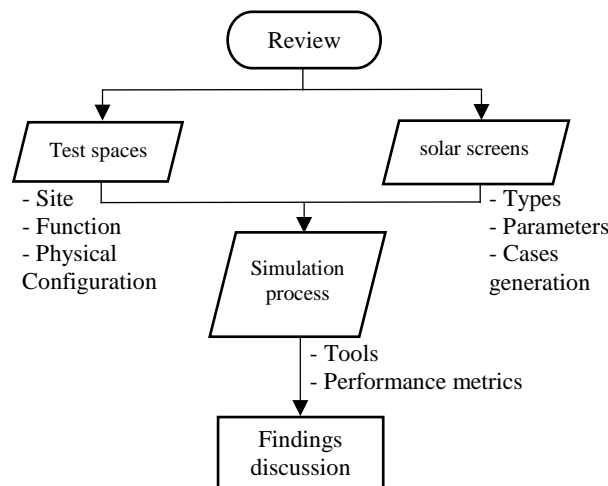 Review
Test spaces
solar screens
- Site
- Function
- Physical
Configuration
- Types
- Parameters
- Cases
generation
Simulation
process
- Tools
- Performance metrics
Findings
discussion